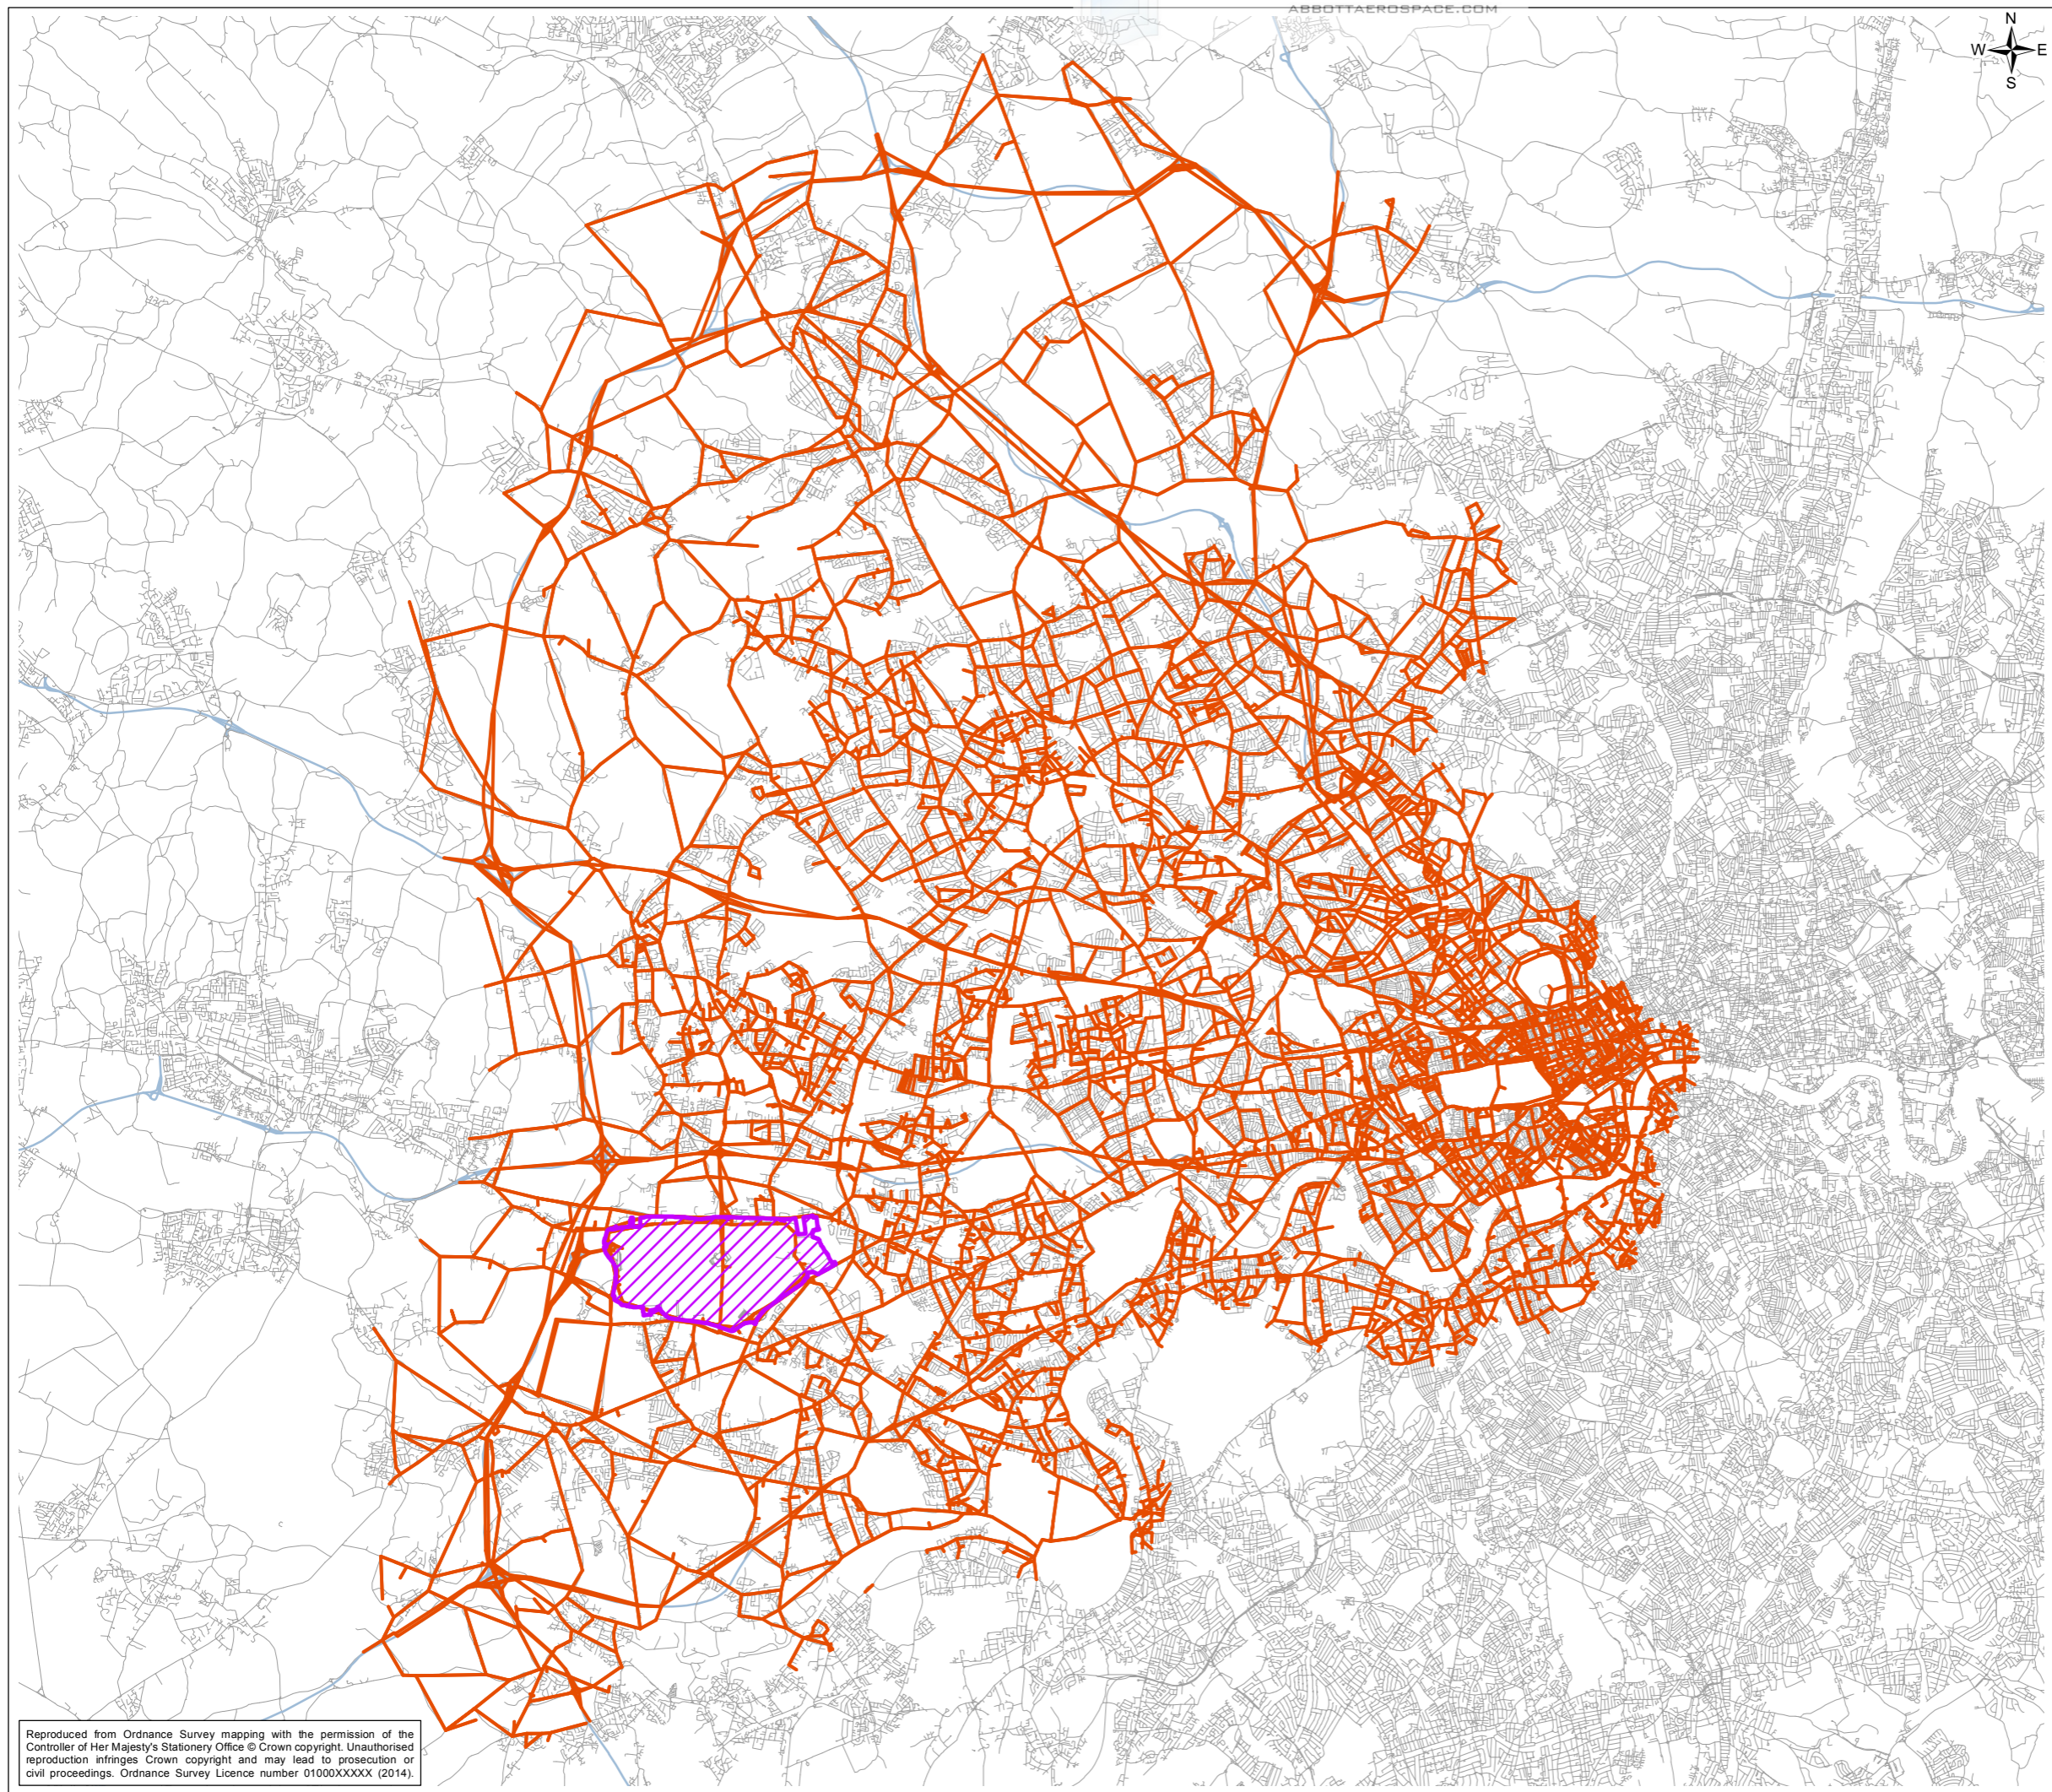 ABBOTTAEROSPACE.COM
N
W E
S
Reproduced from Ordnance Survey mapping with the permission of the
Controller of Her Majesty's Stationery Office © Crown copyright. Unauthorised
reproduction infringes Crown copyright and may lead to prosecution or
civil proceedings. Ordnance Survey Licence number 01000XXXXX (2014).